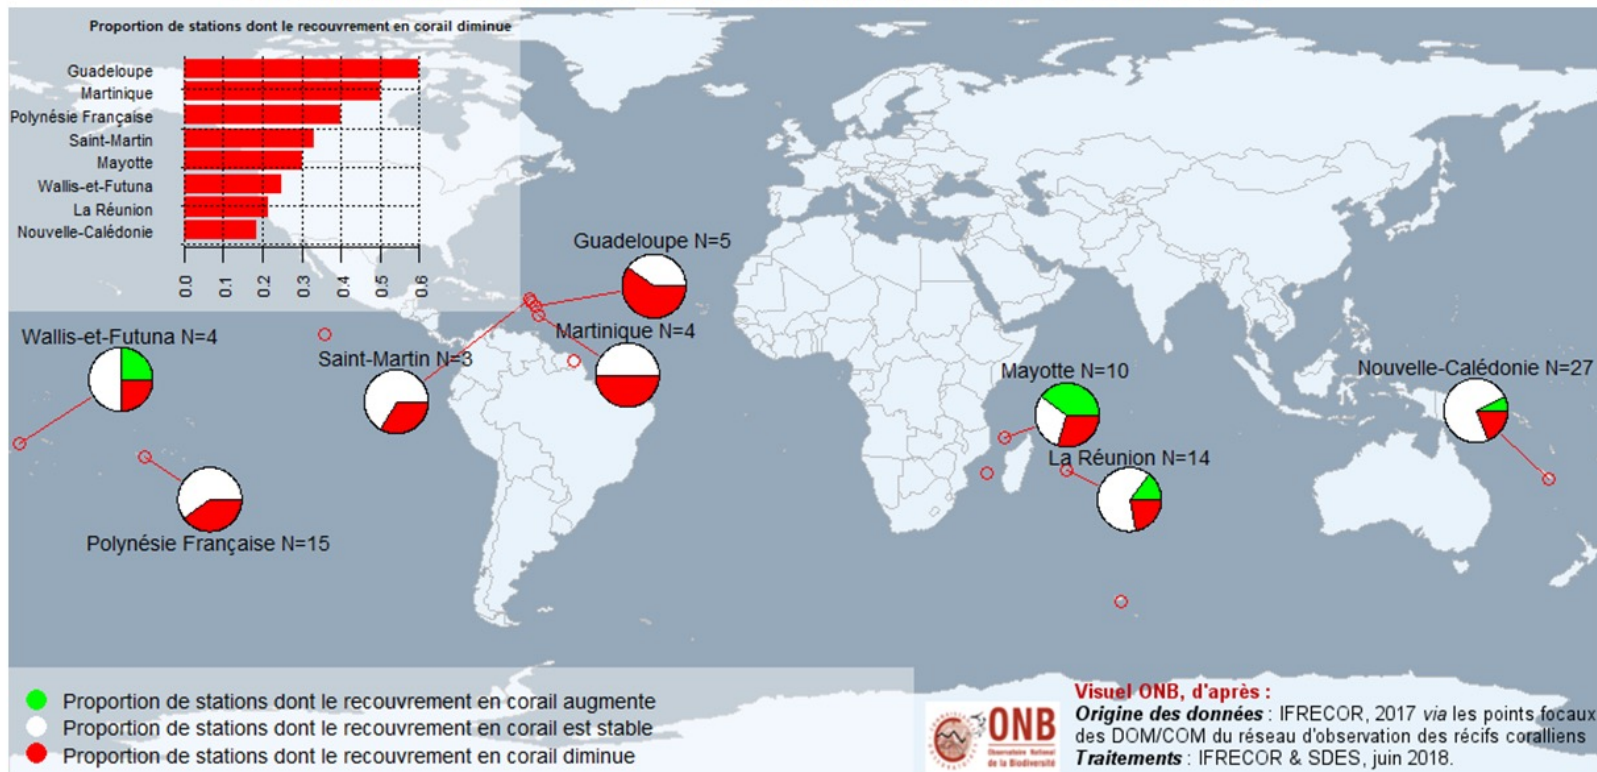 Proportion de stations dont le recouvrement en corail diminue
Guadeloupe
Martinique
Polynésie Française
Saint-Martin
Mayotte
Wallis-et-Futuna
La Réunion
Nouvelle-Calédonie
0.0 0.1 0.2 0.3 0.4 0.5 0.6
Guadeloupe N=5
Wallis-et-Futuna N=4
Martinique N=4
Saint-Martin N=3
Mayotte N=10
Nouvelle-Calédonie N=27
La Réunion N=14
Polynésie Française N=15
Proportion de stations dont le recouvrement en corail augmente
Proportion de stations dont le recouvrement en corail est stable
Proportion de stations dont le recouvrement en corail diminue
ONB
Observatoire National
de la Biodiversité
Visuel ONB, d'après :
Origine des données : IFRECOR, 2017 via les points focaux
des DOM/COM du réseau d'observation des récifs coralliens
Traitements : IFRECOR & SDES, juin 2018.